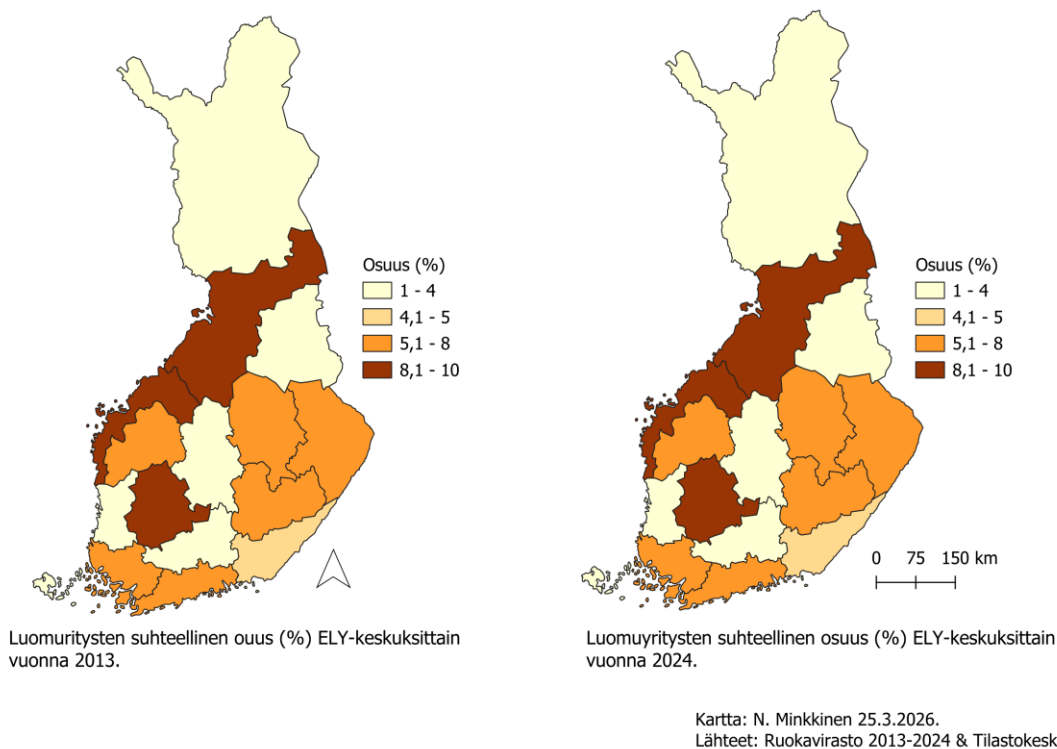 Osuus (%)
1 - 4
4,1 - 5
5,1 - 8
8,1 - 10
Luomuritysten suhteellinen ouus (%) ELY-keskuksittain
vuonna 2013.
Osuus (%)
1 - 4
4,1 - 5
5,1 - 8
8,1 - 10
0 75 150 km
Luomuyritysten suhteellinen osuus (%) ELY-keskuksittain
vuonna 2024.
Kartta: N. Minkkinen 25.3.2026.
Lähteet: Ruokavirasto 2013-2024 & Tilastokesk